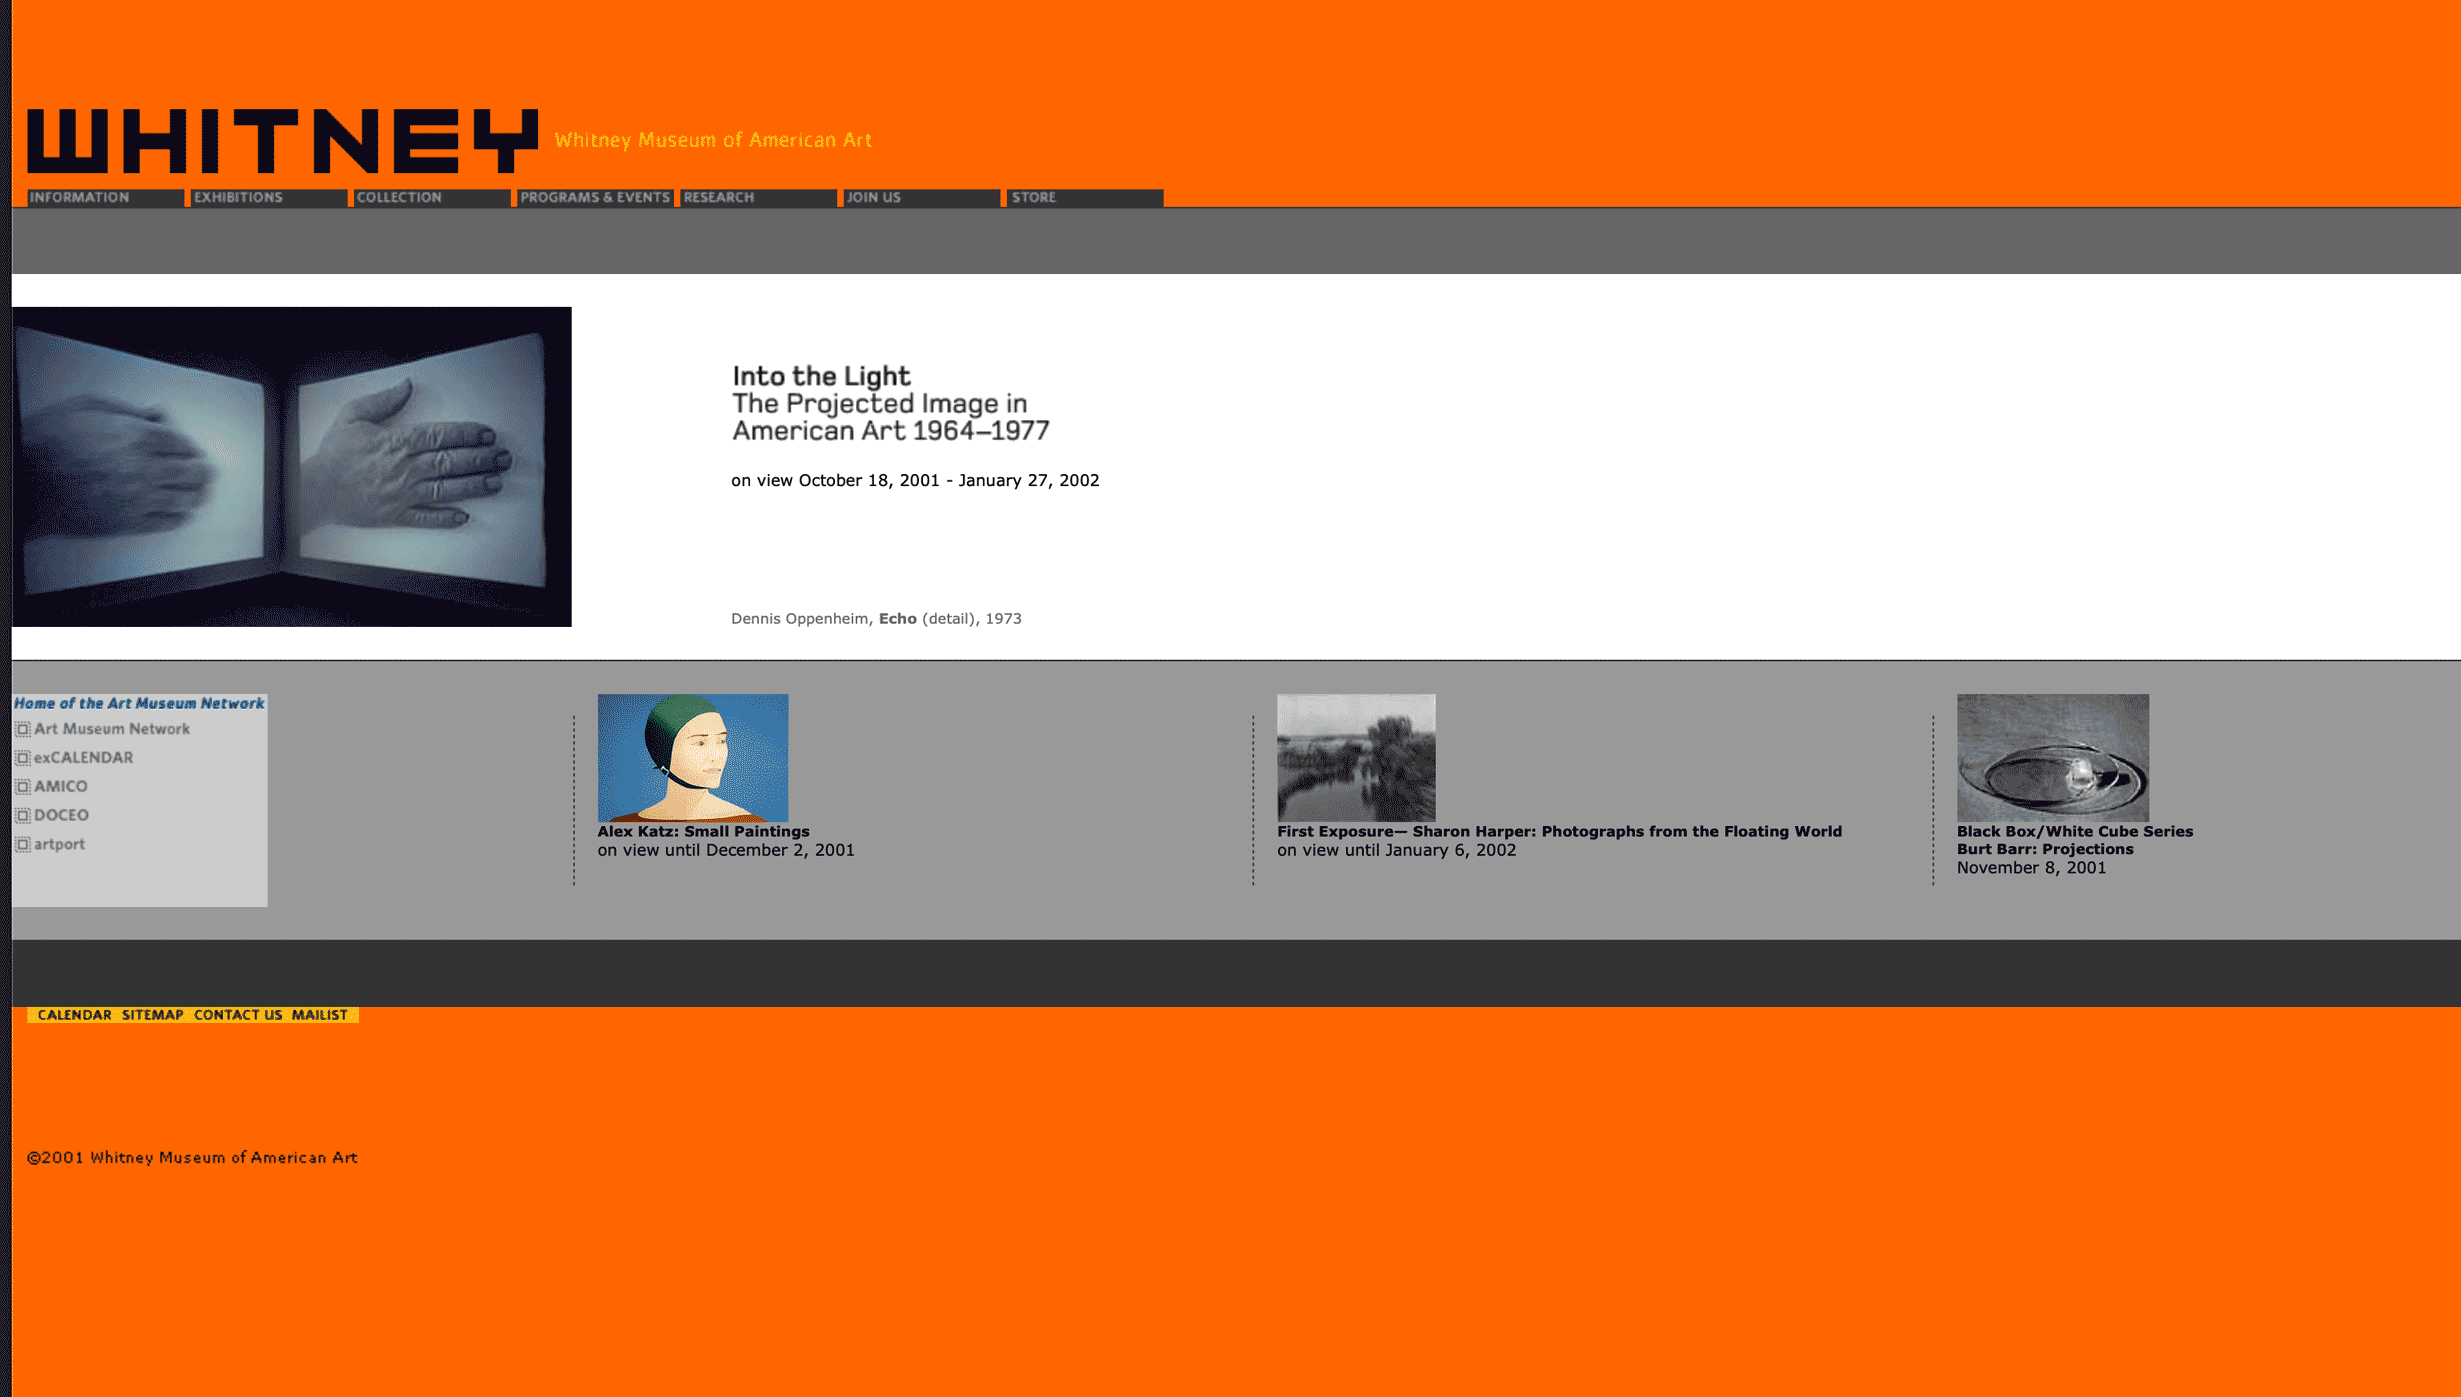 WHITNEY Whitney Museum of American Art
INFORMATION EXHIBITIONS COLLECTION PROGRAMS & EVENTS RESEARCH JOIN US STORE
Into the Light
The Projected Image in
American Art 1964–1977
on view October 18, 2001 - January 27, 2002
Dennis Oppenheim, Echo (detail), 1973
Home of the Art Museum Network
Art Museum Network
exCALENDAR
AMICO
DOCEO
artport
Alex Katz: Small Paintings
on view until December 2, 2001
First Exposure— Sharon Harper: Photographs from the Floating World
on view until January 6, 2002
Black Box/White Cube Series
Burt Barr: Projections
November 8, 2001
CALENDAR SITEMAP CONTACT US MAILIST
©2001 Whitney Museum of American Art